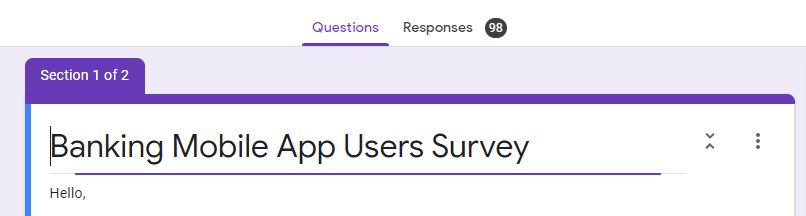 Questions Responses 98
Section 1 of 2
Banking Mobile App Users Survey
Hello,